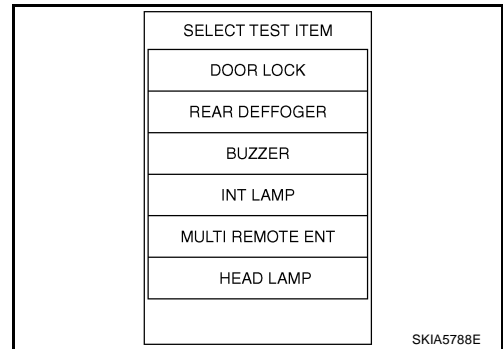 SELECT TEST ITEM
DOOR LOCK
REAR DEFFOGER
BUZZER
INT LAMP
MULTI REMOTE ENT
HEAD LAMP
SKIA5788E